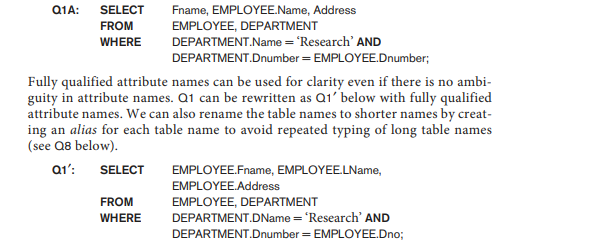 Q1A: SELECT Fname, EMPLOYEE.Name, Address
FROM EMPLOYEE, DEPARTMENT
WHERE DEPARTMENT.Name = ‘Research’ AND
DEPARTMENT.Dnumber = EMPLOYEE.Dnumber;
Fully qualified attribute names can be used for clarity even if there is no ambi-
guity in attribute names. Q1 can be rewritten as Q1′ below with fully qualified
attribute names. We can also rename the table names to shorter names by creat-
ing an alias for each table name to avoid repeated typing of long table names
(see Q8 below).
Q1′: SELECT EMPLOYEE.Fname, EMPLOYEE.LName,
EMPLOYEE.Address
FROM EMPLOYEE, DEPARTMENT
WHERE DEPARTMENT.DName = ‘Research’ AND
DEPARTMENT.Dnumber = EMPLOYEE.Dno;